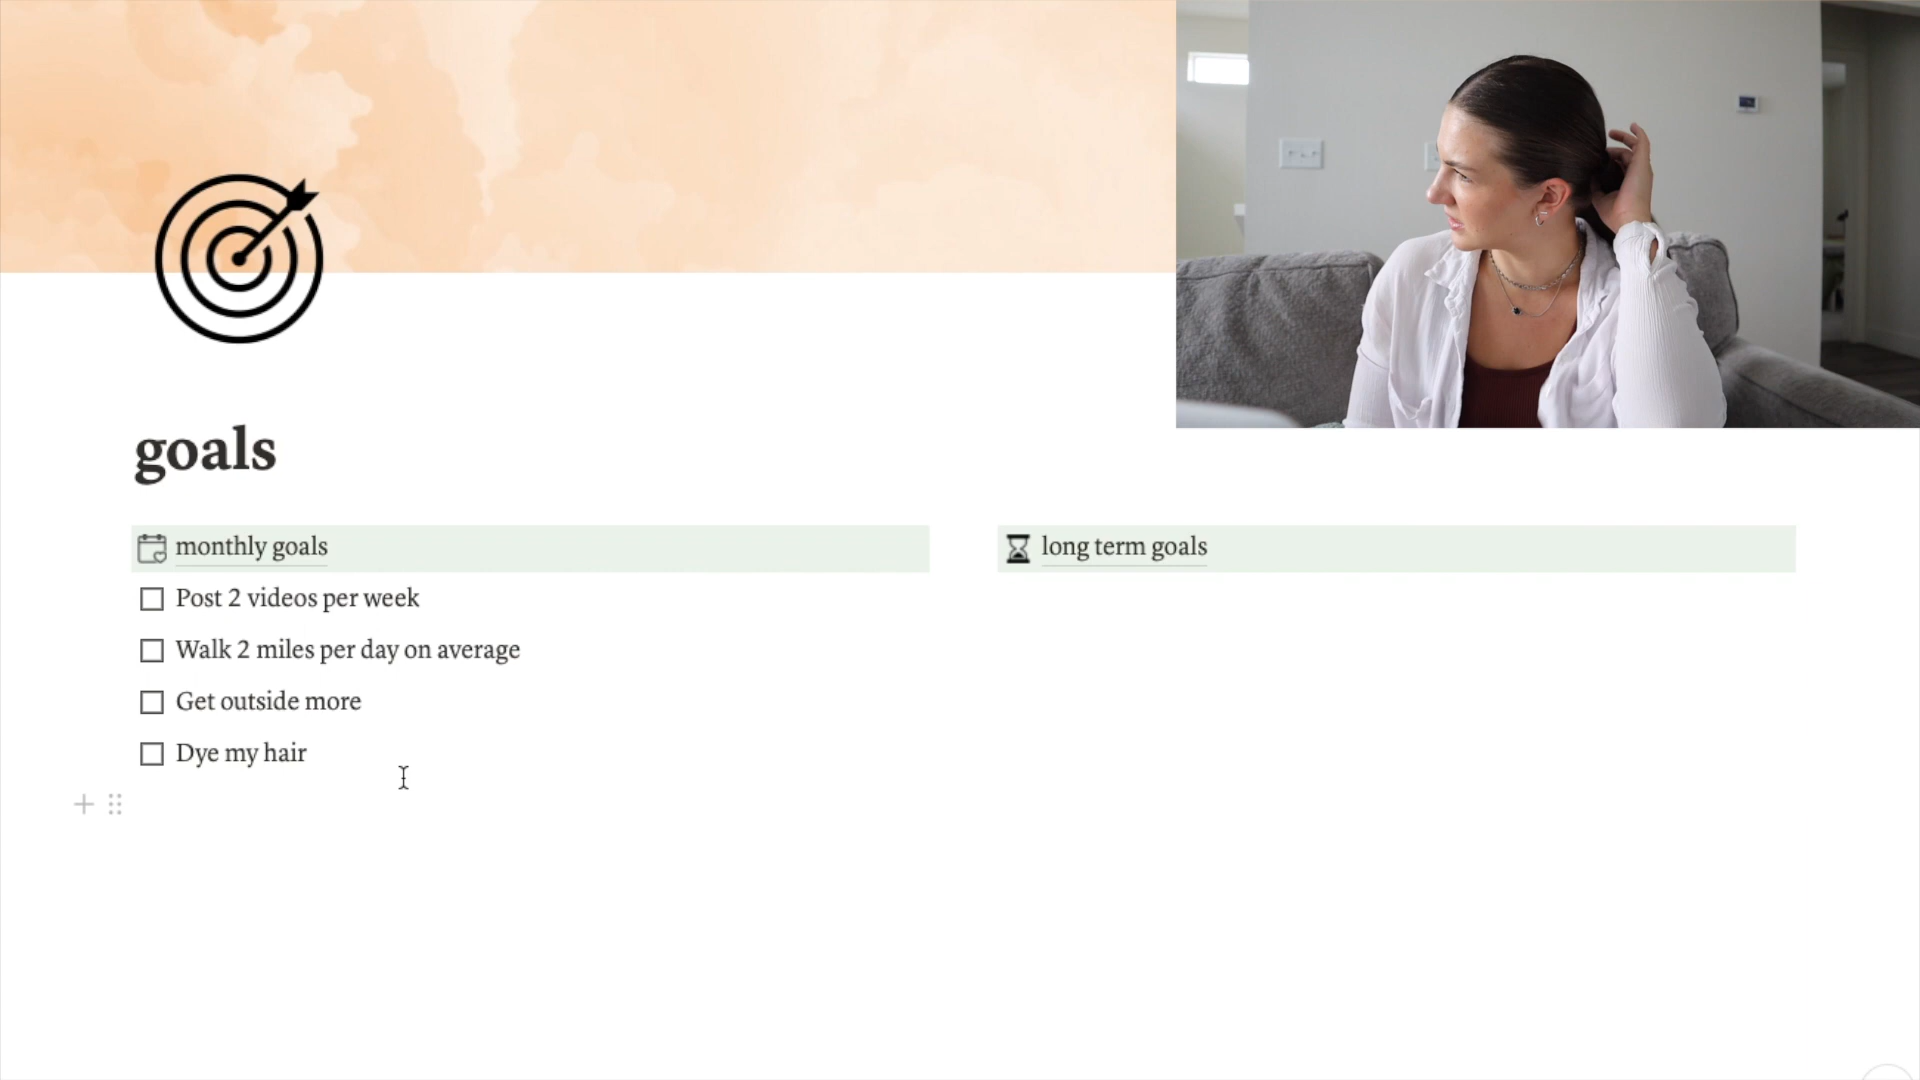 goals
monthly goals
Post 2 videos per week
Walk 2 miles per day on average
Get outside more
Dye my hair
long term goals